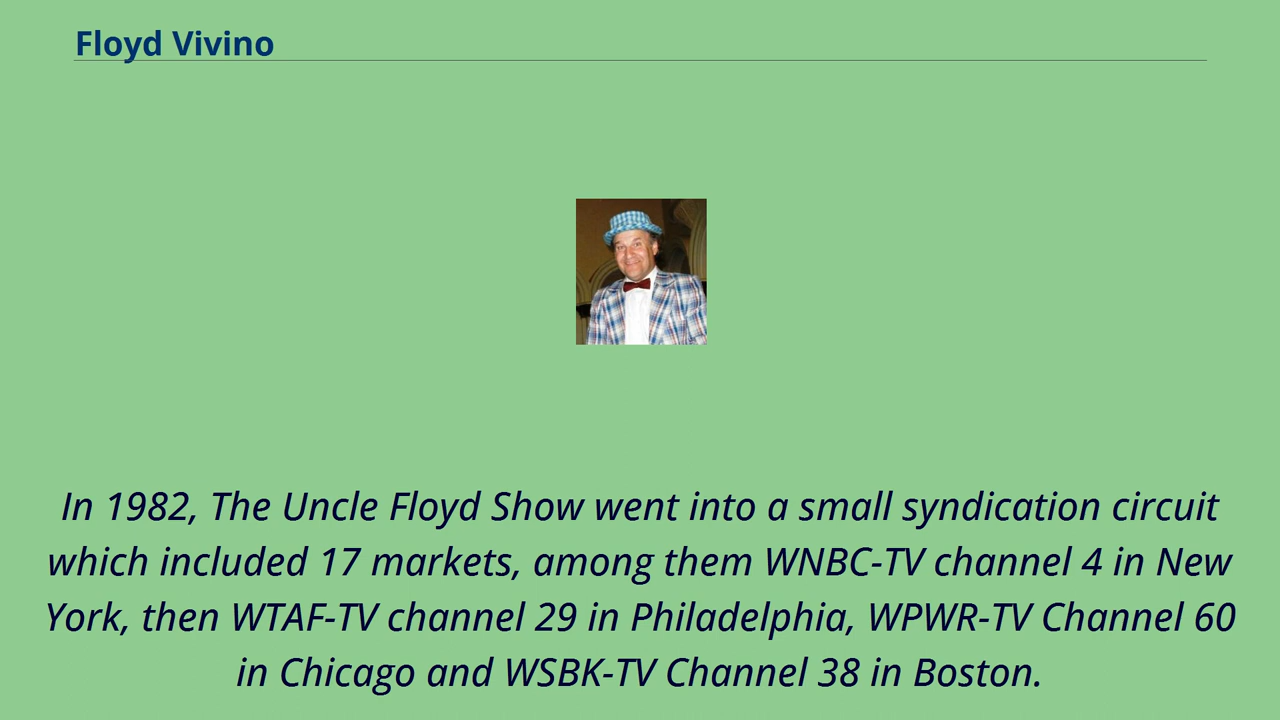 Floyd Vivino
In 1982, The Uncle Floyd Show went into a small syndication circuit
which included 17 markets, among them WNBC-TV channel 4 in New
York, then WTAF-TV channel 29 in Philadelphia, WPWR-TV Channel 60
in Chicago and WSBK-TV Channel 38 in Boston.